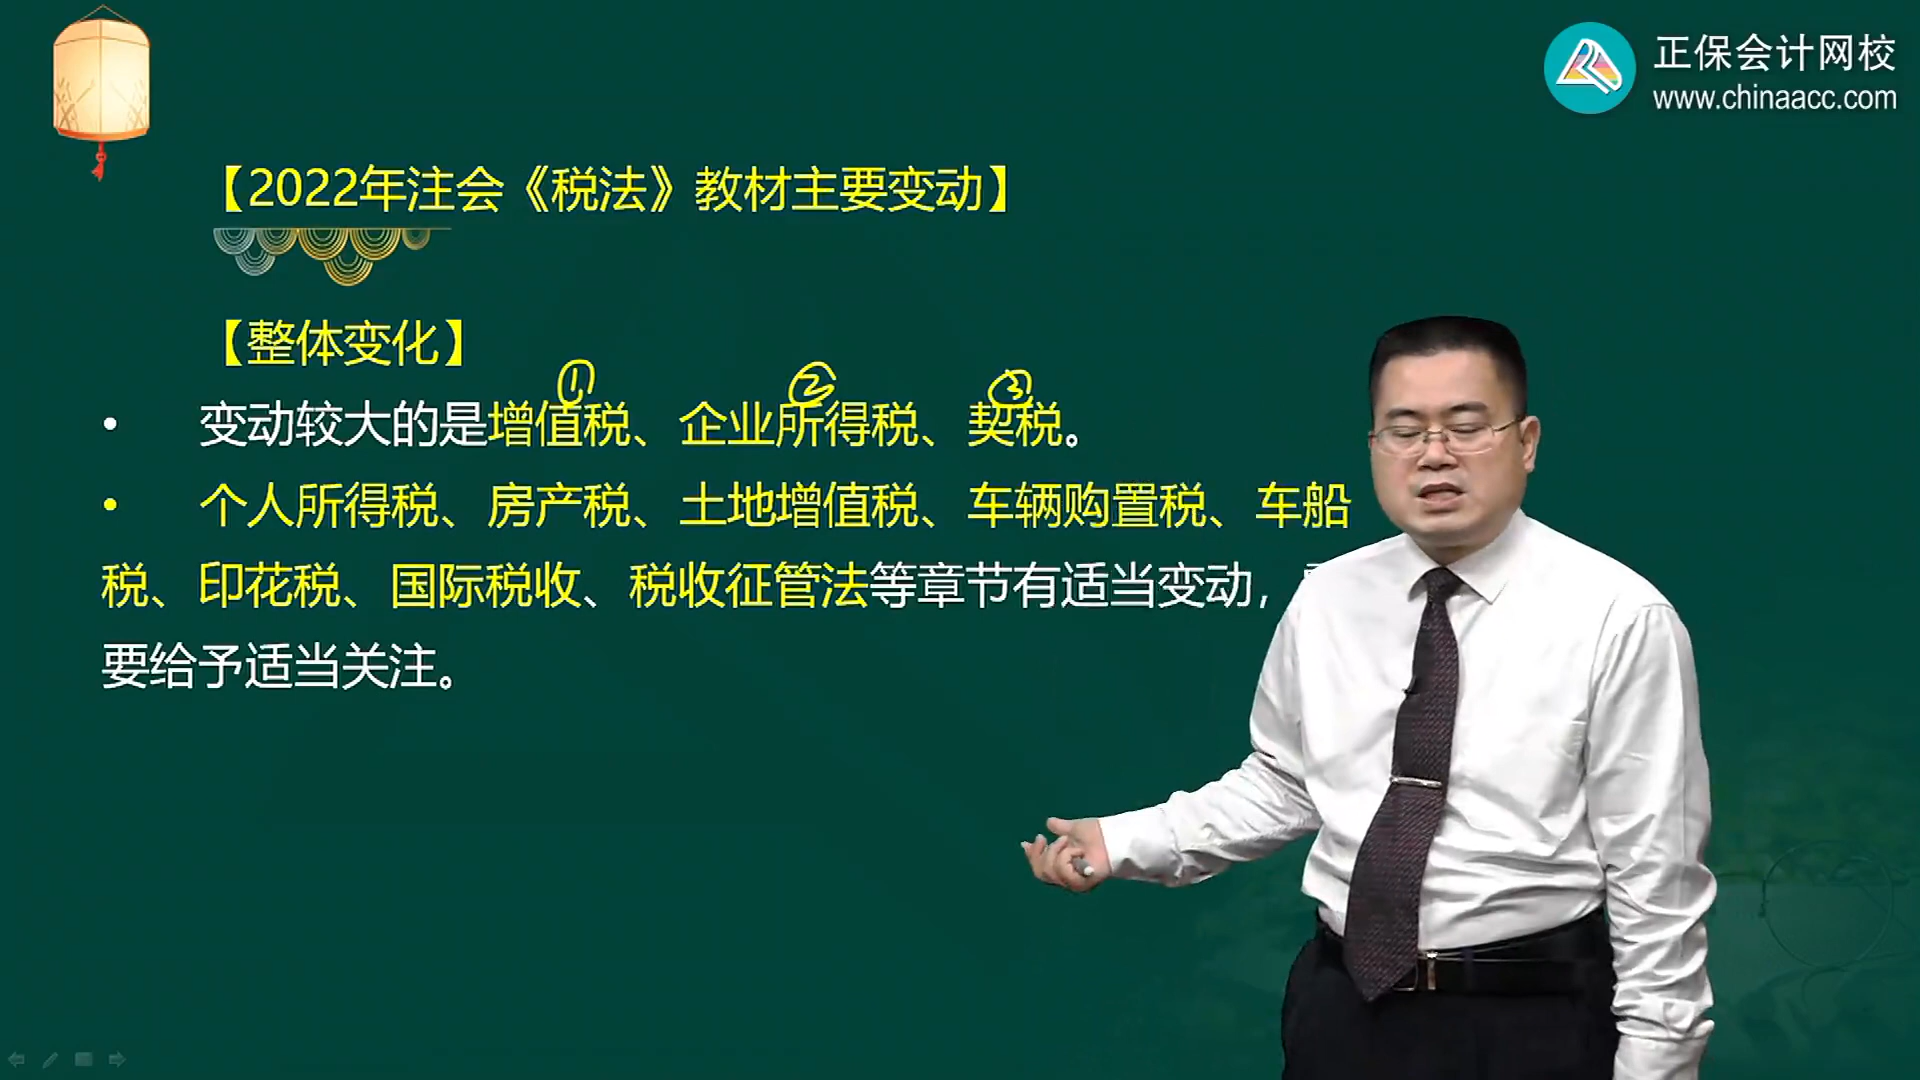 正保会计网校
www.chinaacc.com
【2022年注会《税法》教材主要变动】
【整体变化】
① ② ③
• 变动较大的是增值税、企业所得税、契税。
• 个人所得税、房产税、土地增值税、车辆购置税、车船
税、印花税、国际税收、税收征管法等章节有适当变动，
要给予适当关注。